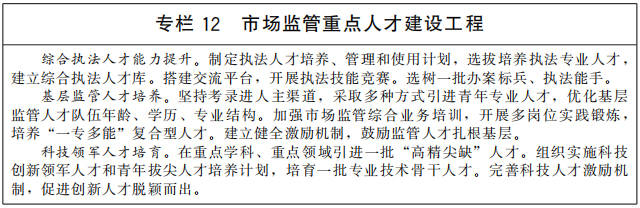 专栏 12 市场监管重点人才建设工程
综合执法人才能力提升。制定执法人才培养、管理和使用计划，选拔培养执法专业人才，
建立综合执法人才库。搭建交流平台，开展执法技能竞赛。选树一批办案标兵、执法能手。
基层监管人才培养。坚持考录进人主渠道，采取多种方式引进青年专业人才，优化基层
监管人才队伍年龄、学历、专业结构。加强市场监管综合业务培训，开展多岗位实践锻炼，
培养“一专多能”复合型人才。建立健全激励机制，鼓励监管人才扎根基层。
科技领军人才培育。在重点学科、重点领域引进一批“高精尖缺”人才。组织实施科技
创新领军人才和青年拔尖人才培养计划，培育一批专业技术骨干人才。完善科技人才激励机
制，促进创新人才脱颖而出。